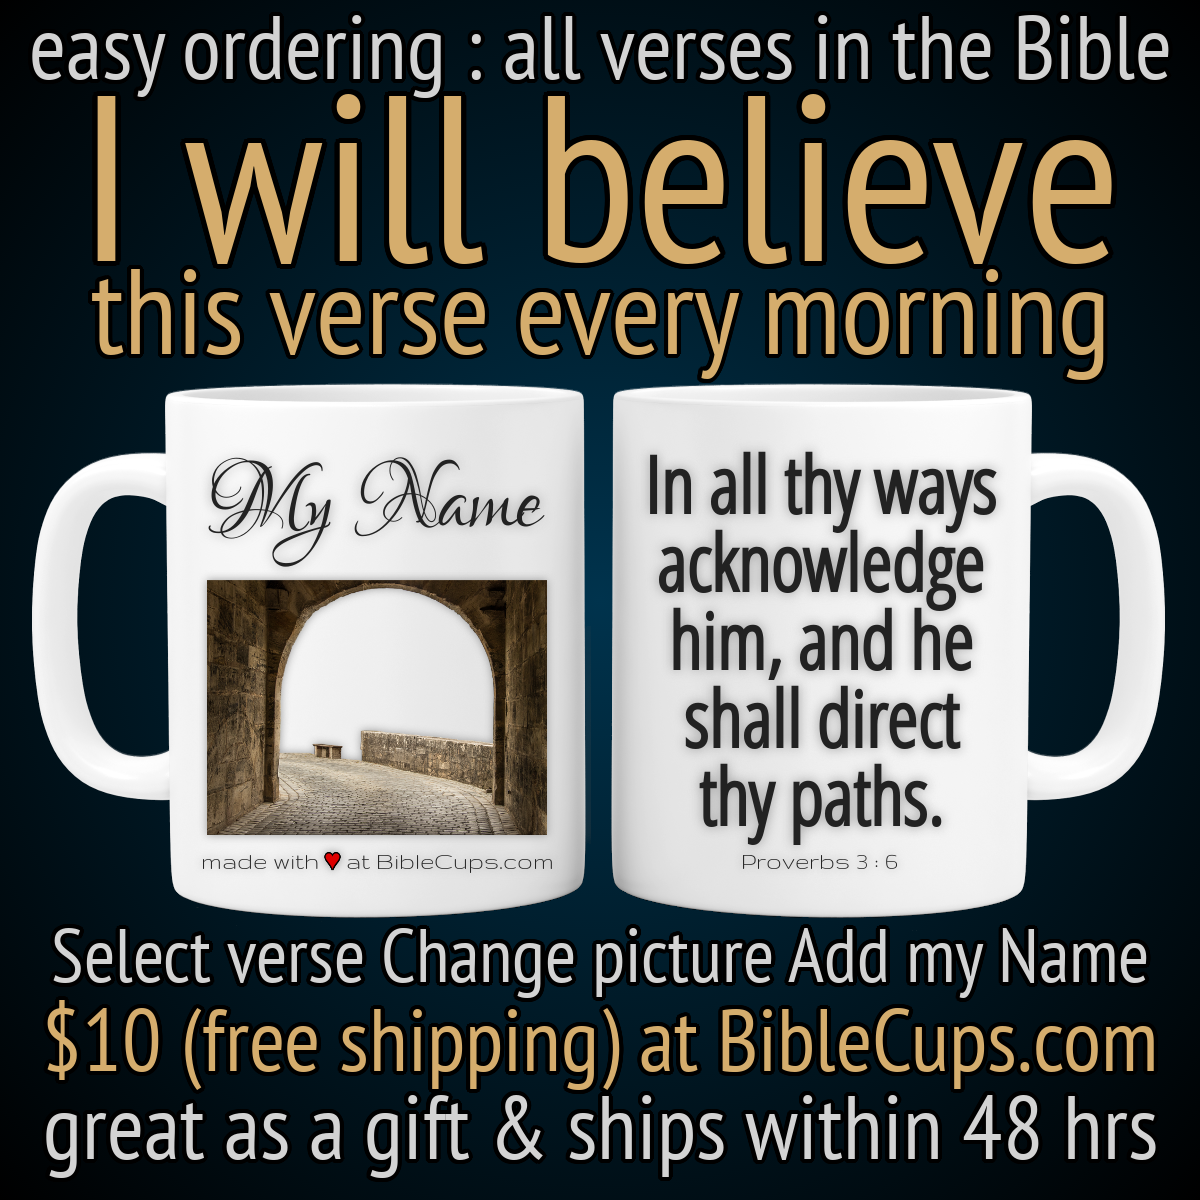 easy ordering : all verses in the Bible
I will believe
this verse every morning
My Name
made with ♥ at BibleCups.com
In all thy ways
acknowledge
him, and he
shall direct
thy paths.
Proverbs 3 : 6
Select verse Change picture Add my Name
$10 (free shipping) at BibleCups.com
great as a gift & ships within 48 hrs